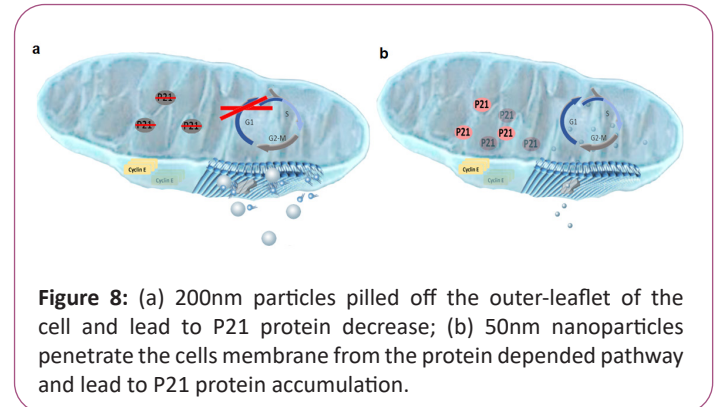 a
b
P21
P21
P21
G1
S
G2-M
Cyclin E
Cyclin E
P21
P21
P21
P21
P21
P21
G1
S
G2-M
Cyclin E
Cyclin E
Figure 8: (a) 200nm particles pilled off the outer-leaflet of the
cell and lead to P21 protein decrease; (b) 50nm nanoparticles
penetrate the cells membrane from the protein depended pathway
and lead to P21 protein accumulation.